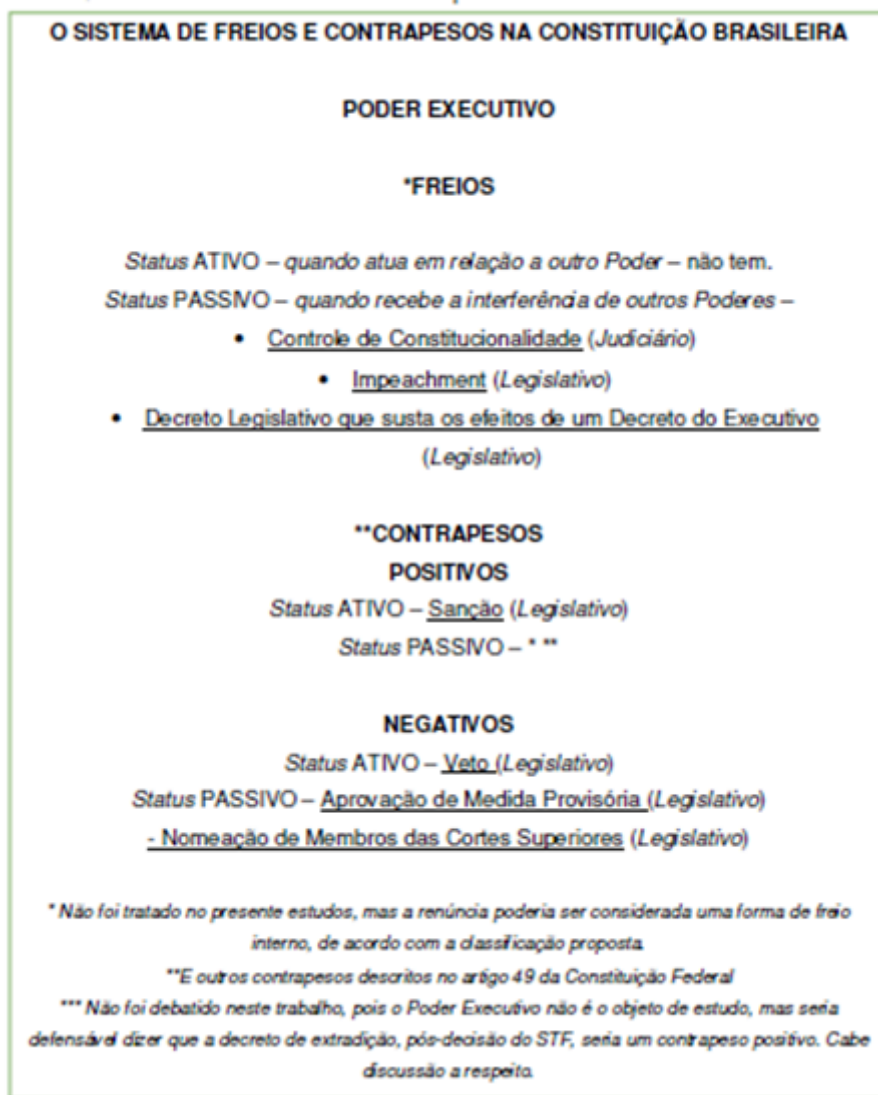 O SISTEMA DE FREIOS E CONTRAPESOS NA CONSTITUIÇÃO BRASILEIRA
PODER EXECUTIVO
*FREIOS
Status ATIVO – quando atua em relação a outro Poder – não tem.
Status PASSIVO – quando recebe a interferência de outros Poderes –
• Controle de Constitucionalidade (Judiciário)
• Impeachment (Legislativo)
• Decreto Legislativo que susta os efeitos de um Decreto do Executivo
(Legislativo)
**CONTRAPESOS
POSITIVOS
Status ATIVO – Sanção (Legislativo)
Status PASSIVO – * **
NEGATIVOS
Status ATIVO – Veto (Legislativo)
Status PASSIVO – Aprovação de Medida Provisória (Legislativo)
- Nomeação de Membros das Cortes Superiores (Legislativo)
* Não foi tratado no presente estudos, mas a renúncia poderia ser considerada uma forma de freio
interno, de acordo com a classificação proposta.
**E outros contrapesos descritos no artigo 49 da Constituição Federal
*** Não foi debatido neste trabalho, pois o Poder Executivo não é o objeto de estudo, mas seria
defensável dizer que a decreto de extradição, pós-decisão do STF, seria um contrapeso positivo. Cabe
discussão a respeito.